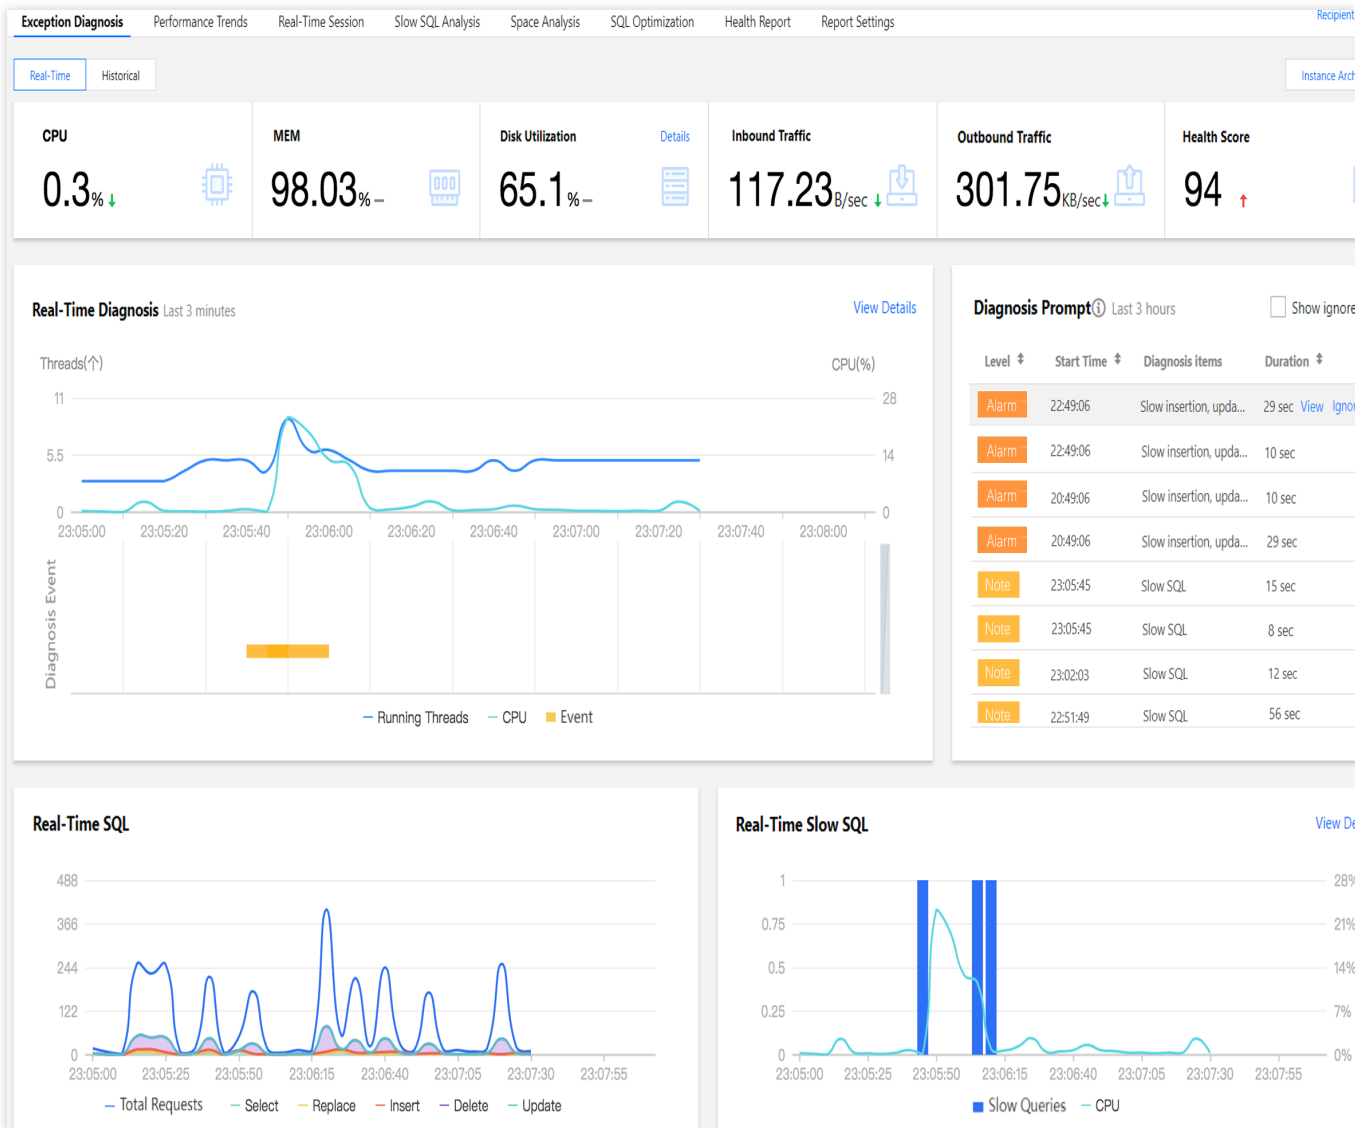 Exception Diagnosis Performance Trends Real-Time Session Slow SQL Analysis Space Analysis SQL Optimization Health Report Report Settings Recipient
Real-Time Historical Instance Arch
CPU MEM Disk Utilization Details Inbound Traffic Outbound Traffic Health Score
0.3% ↓ 98.03% – 65.1% – 117.23B/sec ↓ 301.75KB/sec↓ 94 ↑
Real-Time Diagnosis Last 3 minutes View Details
Threads(个) CPU(%)
11 28
5.5 14
0 0
23:05:00 23:05:20 23:05:40 23:06:00 23:06:20 23:06:40 23:07:00 23:07:20 23:07:40 23:08:00
Diagnosis Event
Running Threads CPU Event
Diagnosis Prompt Last 3 hours Show ignore
Level Start Time Diagnosis items Duration
Alarm 22:49:06 Slow insertion, upda... 29 sec View Ignor
Alarm 22:49:06 Slow insertion, upda... 10 sec
Alarm 20:49:06 Slow insertion, upda... 10 sec
Alarm 20:49:06 Slow insertion, upda... 29 sec
Note 23:05:45 Slow SQL 15 sec
Note 23:05:45 Slow SQL 8 sec
Note 23:02:03 Slow SQL 12 sec
Note 22:51:49 Slow SQL 56 sec
Real-Time SQL
488
366
244
122
0
23:05:00 23:05:25 23:05:50 23:06:15 23:06:40 23:07:05 23:07:30 23:07:55
Total Requests Select Replace Insert Delete Update
Real-Time Slow SQL View De
1 28%
0.75 21%
0.5 14%
0.25 7%
0 0%
23:05:00 23:05:25 23:05:50 23:06:15 23:06:40 23:07:05 23:07:30 23:07:55
Slow Queries CPU